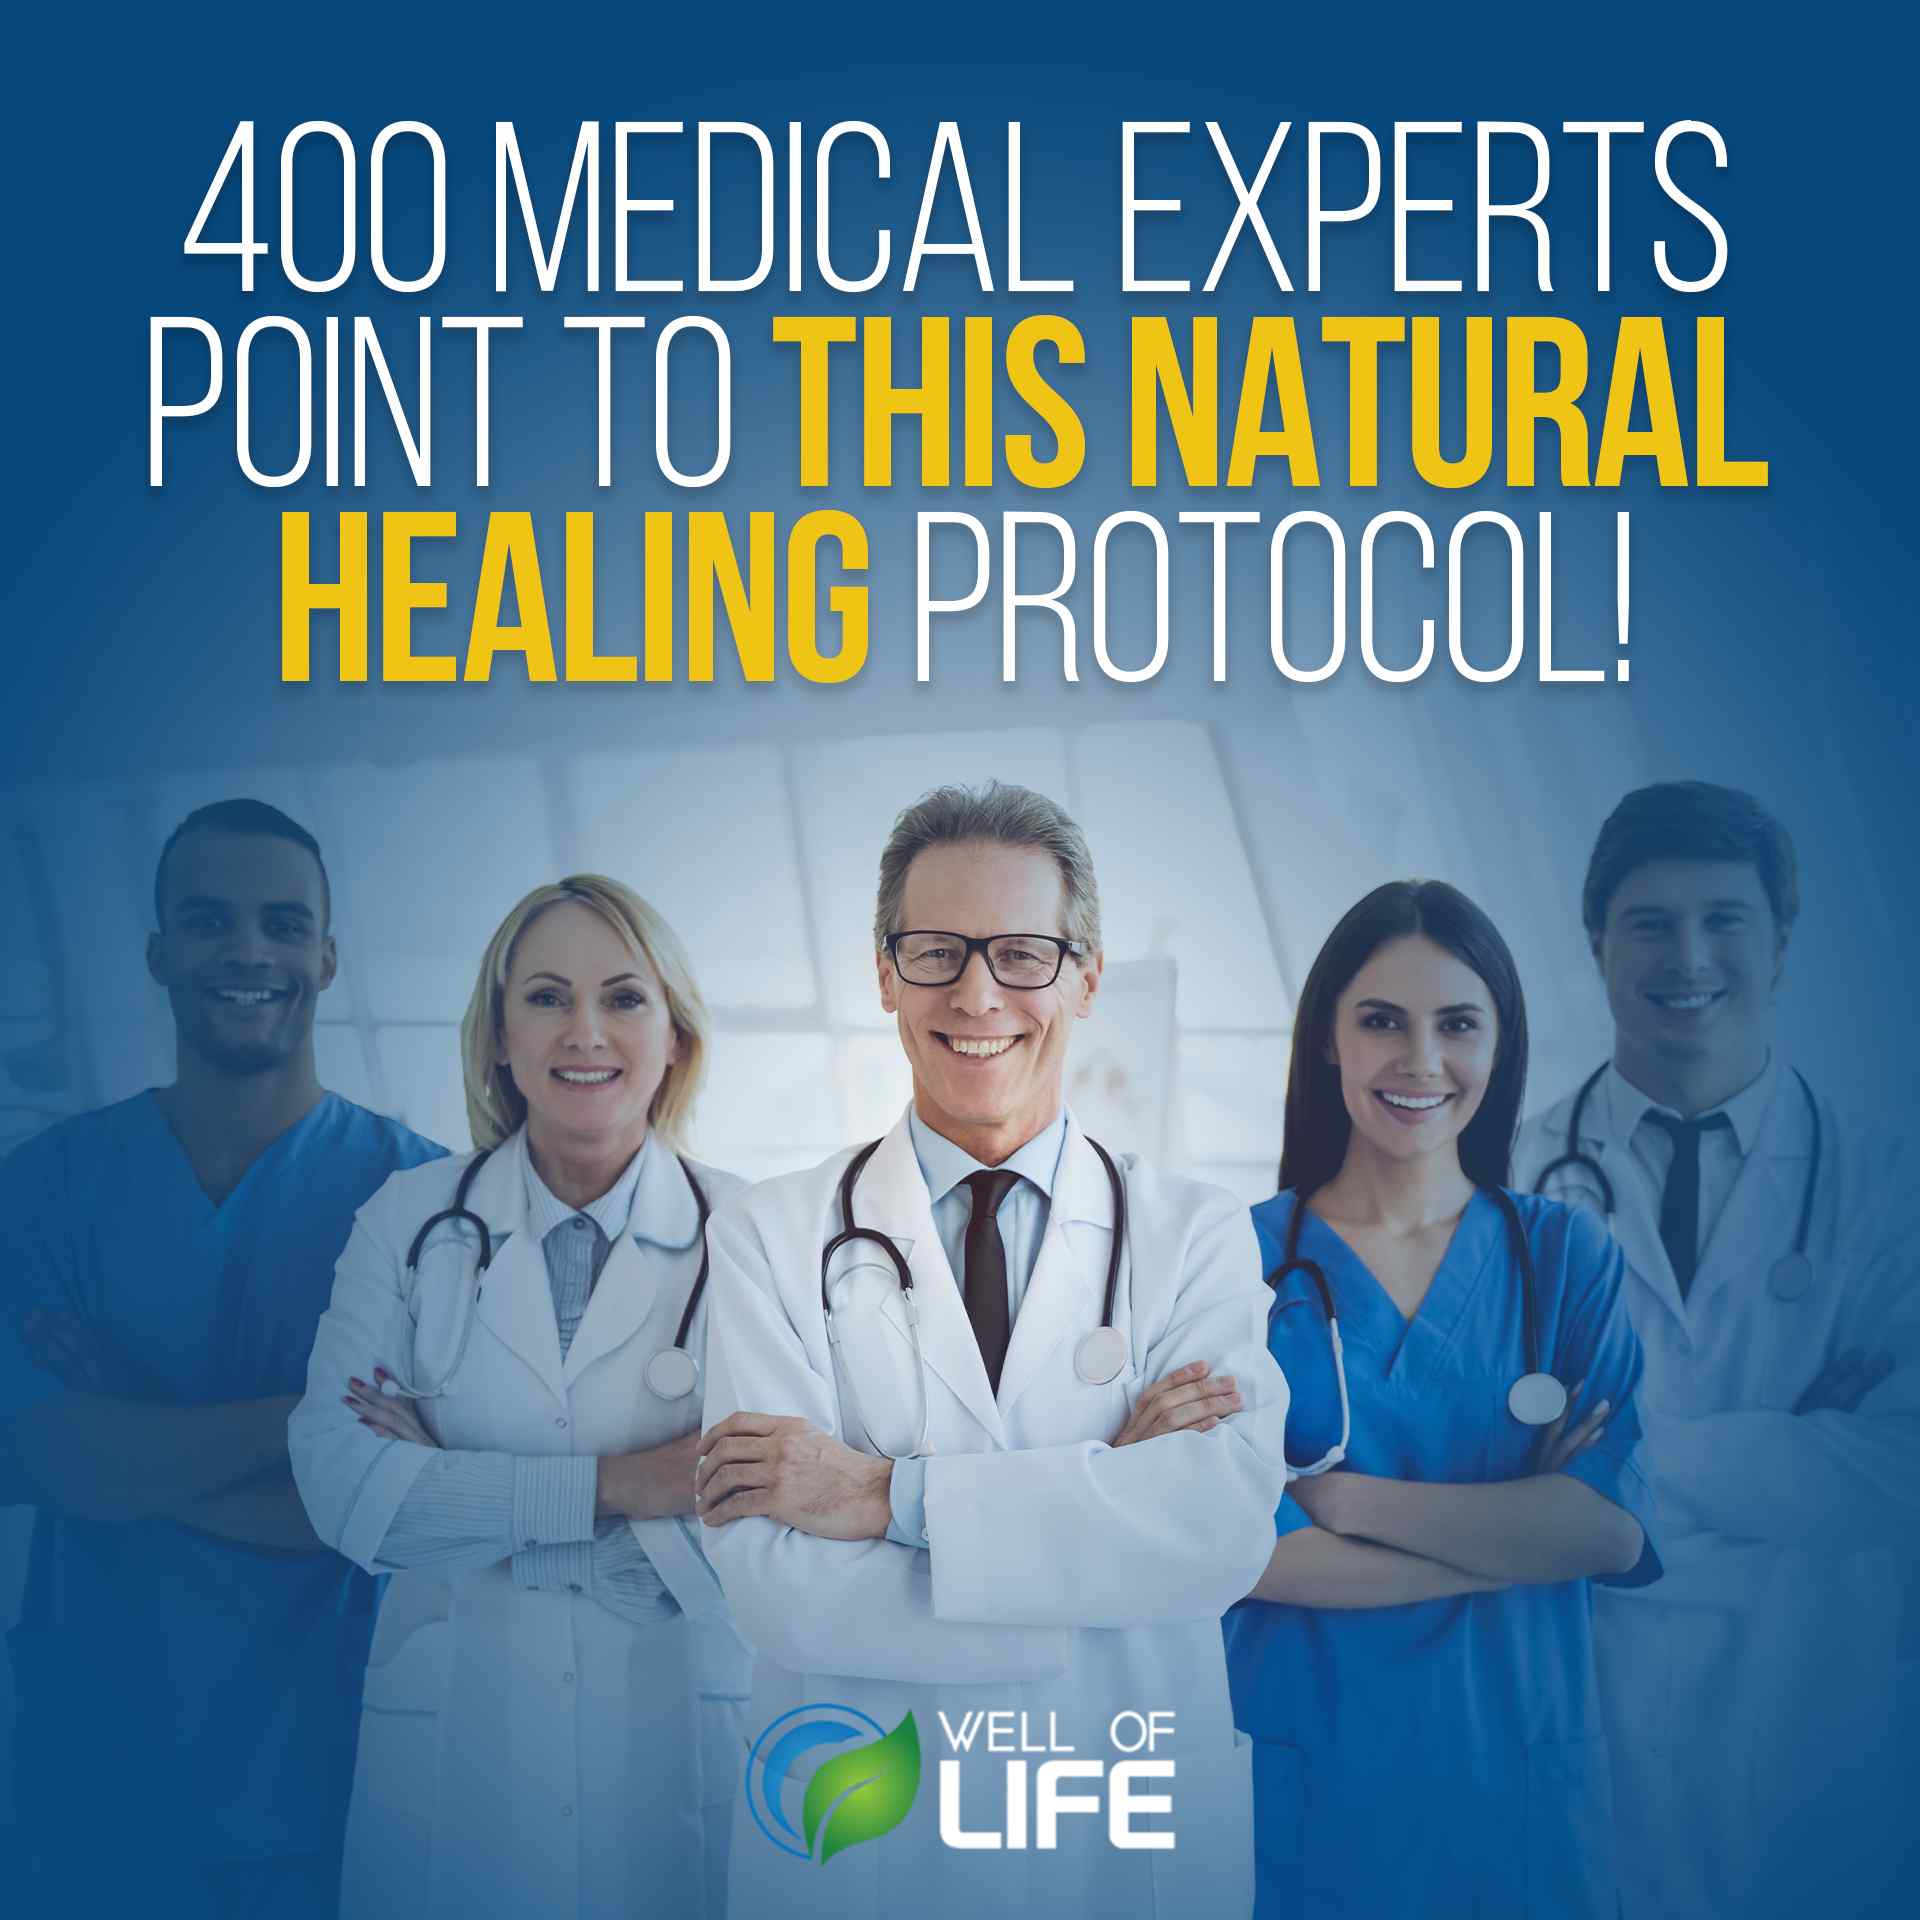 400 MEDICAL EXPERTS
POINT TO THIS NATURAL
HEALING PROTOCOL!
WELL OF
LIFE